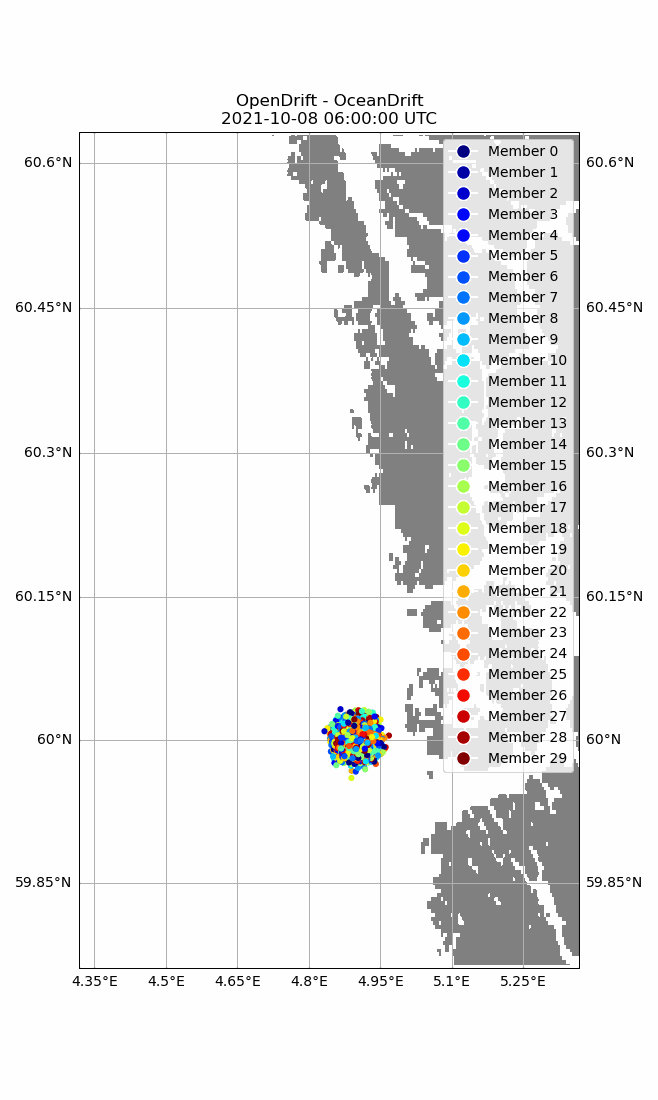 OpenDrift - OceanDrift
2021-10-08 06:00:00 UTC
60.6°N
60.6°N
60.45°N
60.45°N
60.3°N
60.3°N
60.15°N
60.15°N
60°N
60°N
59.85°N
59.85°N
Member 0
Member 1
Member 2
Member 3
Member 4
Member 5
Member 6
Member 7
Member 8
Member 9
Member 10
Member 11
Member 12
Member 13
Member 14
Member 15
Member 16
Member 17
Member 18
Member 19
Member 20
Member 21
Member 22
Member 23
Member 24
Member 25
Member 26
Member 27
Member 28
Member 29
4.35°E 4.5°E 4.65°E 4.8°E 4.95°E 5.1°E 5.25°E